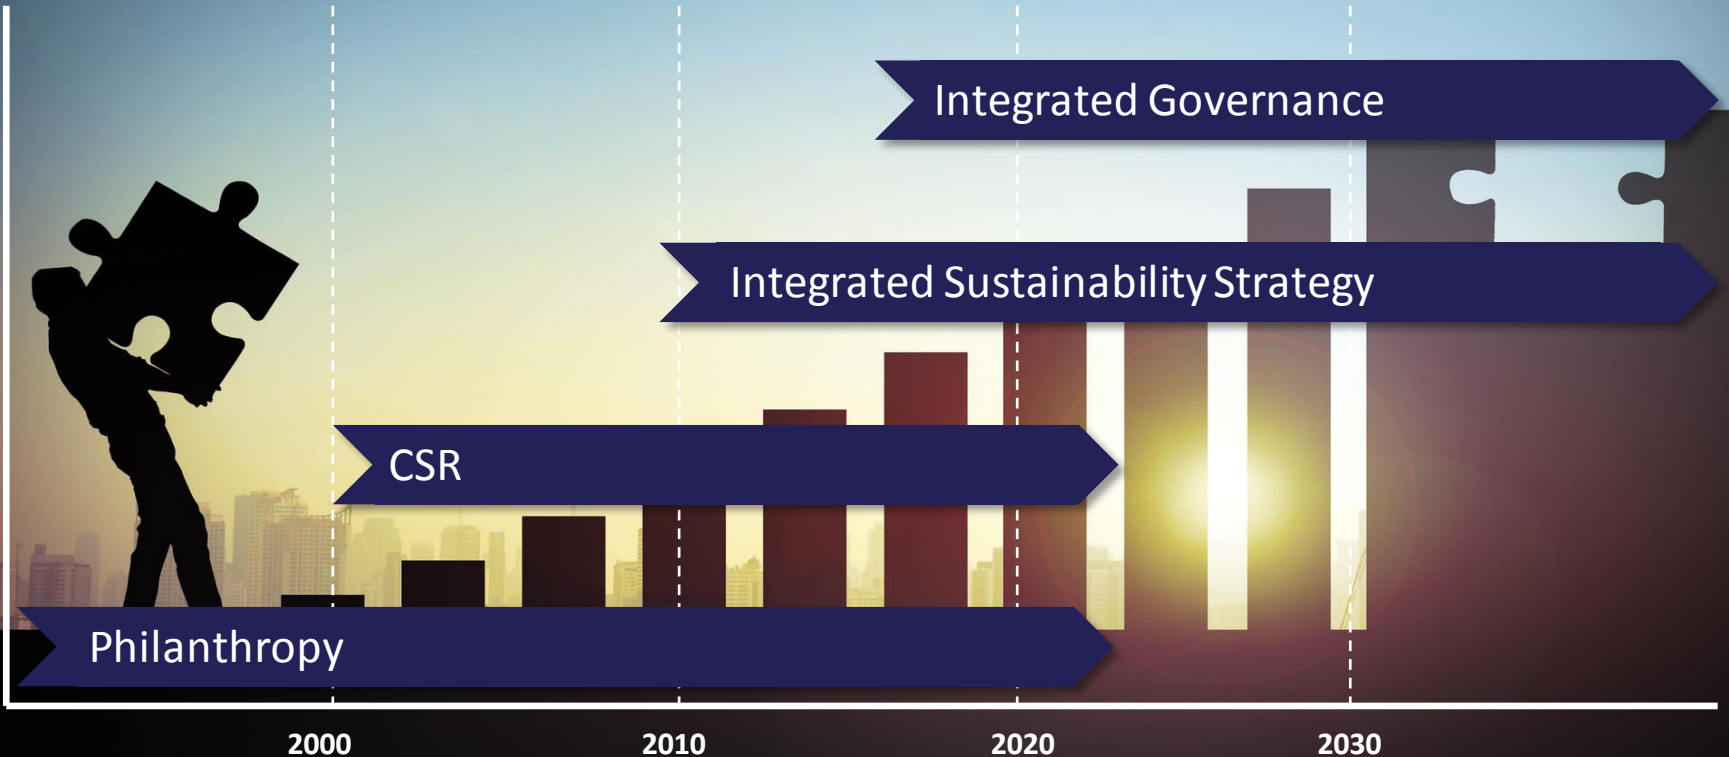 Integrated Governance
Integrated Sustainability Strategy
CSR
Philanthropy
2000 2010 2020 2030